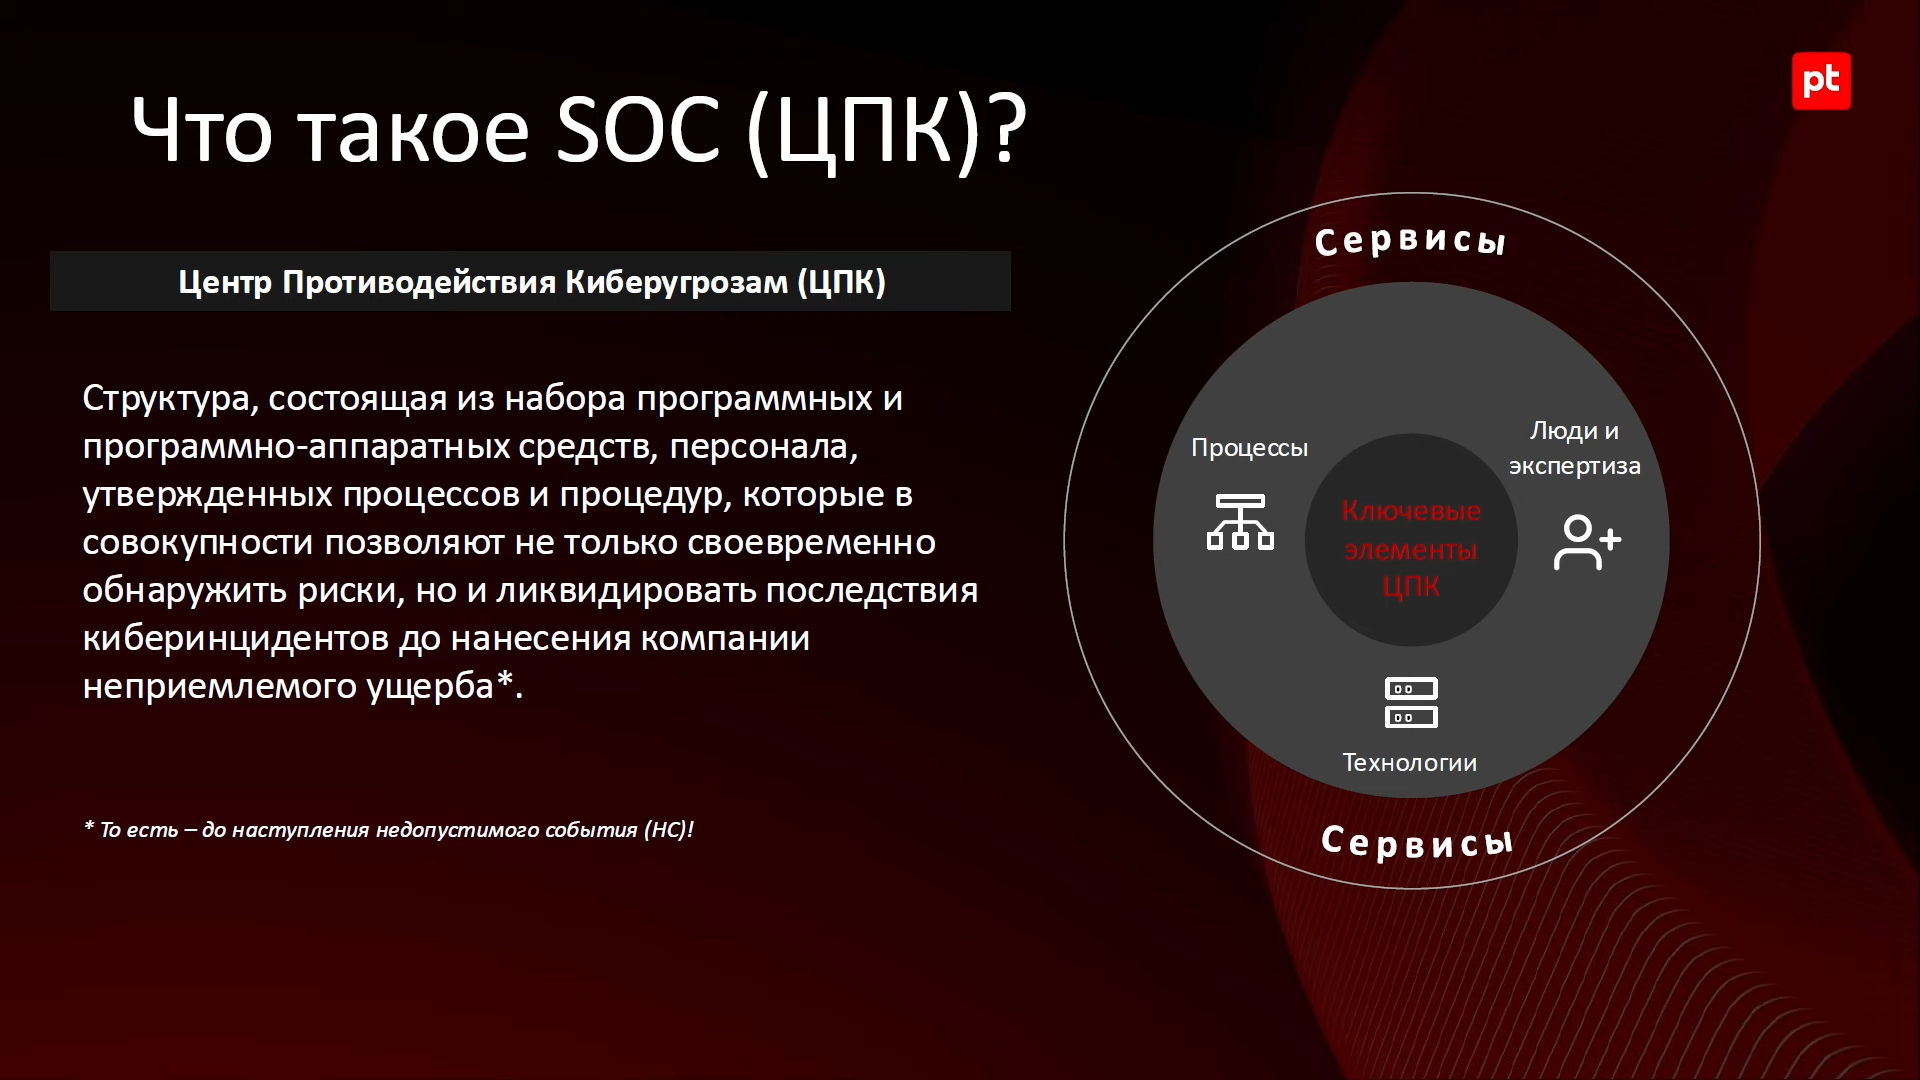 Что такое SOC (ЦПК)?
pt
Центр Противодействия Киберугрозам (ЦПК)
Структура, состоящая из набора программных и
программно-аппаратных средств, персонала,
утвержденных процессов и процедур, которые в
совокупности позволяют не только своевременно
обнаружить риски, но и ликвидировать последствия
киберинцидентов до нанесения компании
неприемлемого ущерба*.
* То есть – до наступления недопустимого события (НС)!
Сервисы
Процессы
Люди и
экспертиза
Ключевые
элементы
ЦПК
Технологии
Сервисы